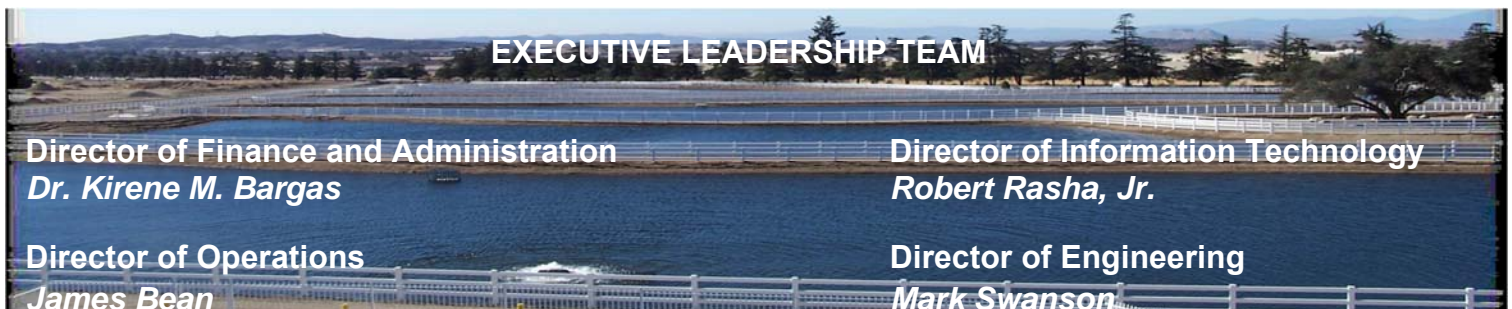 EXECUTIVE LEADERSHIP TEAM
Director of Finance and Administration
Dr. Kirene M. Bargas
Director of Information Technology
Robert Rasha, Jr.
Director of Operations
James Bean
Director of Engineering
Mark Swanson